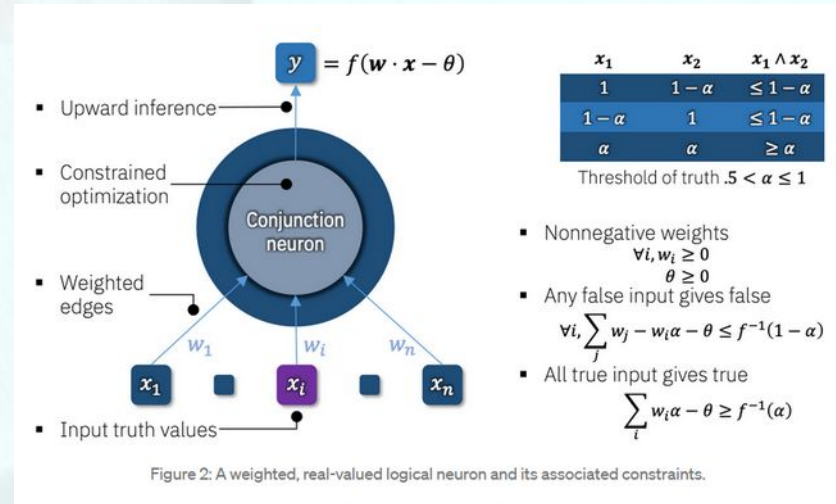 y = f(w · x − θ)
▪ Upward inference
▪ Constrained
optimization
Conjunction
neuron
▪ Weighted
edges
w₁ wᵢ wₙ
x₁ xᵢ xₙ
▪ Input truth values
x₁ x₂ x₁ ∧ x₂
1 1 − α ≤ 1 − α
1 − α 1 ≤ 1 − α
α α ≥ α
Threshold of truth .5 < α ≤ 1
▪ Nonnegative weights
∀i, wᵢ ≥ 0
θ ≥ 0
▪ Any false input gives false
∀i, ∑ wⱼ − wᵢα − θ ≤ f⁻¹(1 − α)
j
▪ All true input gives true
∑ wᵢα − θ ≥ f⁻¹(α)
i
Figure 2: A weighted, real-valued logical neuron and its associated constraints.